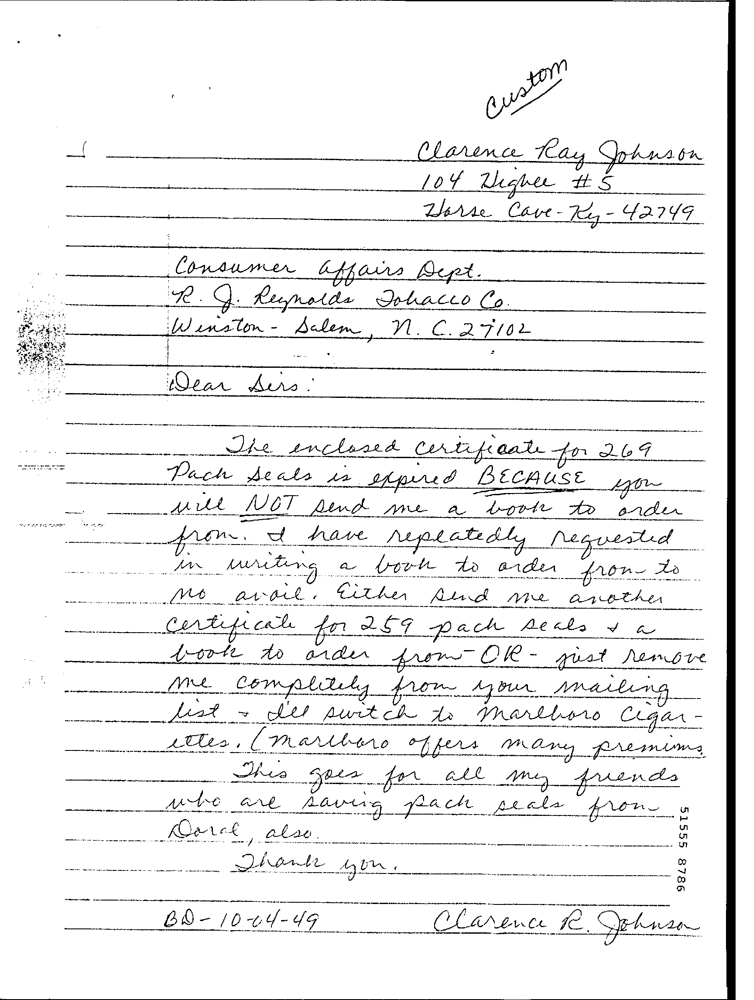 Custom
Clarence Ray Johnson
104 Higbee #5
Horse Cave-Ky-42749
Consumer Affairs Dept.
R. J. Reynolds Tobacco Co.
Winston-Salem, N. C. 27102
Dear Sirs:
The enclosed certificate for 269
Pack Seals is expired BECAUSE you
will NOT send me a book to order
from. I have repeatedly requested
in writing a book to order from to
no avail. Either send me another
certificate for 259 pack seals & a
book to order from - OR - just remove
me completely from your mailing
list & I'll switch to Marlboro Cigar-
ettes. (Marlboro offers many premims.
This goes for all my friends
who are saving pack seals from
Doral, also.
Thank you.
BD-10-04-49 Clarence R. Johnson
51555 8786